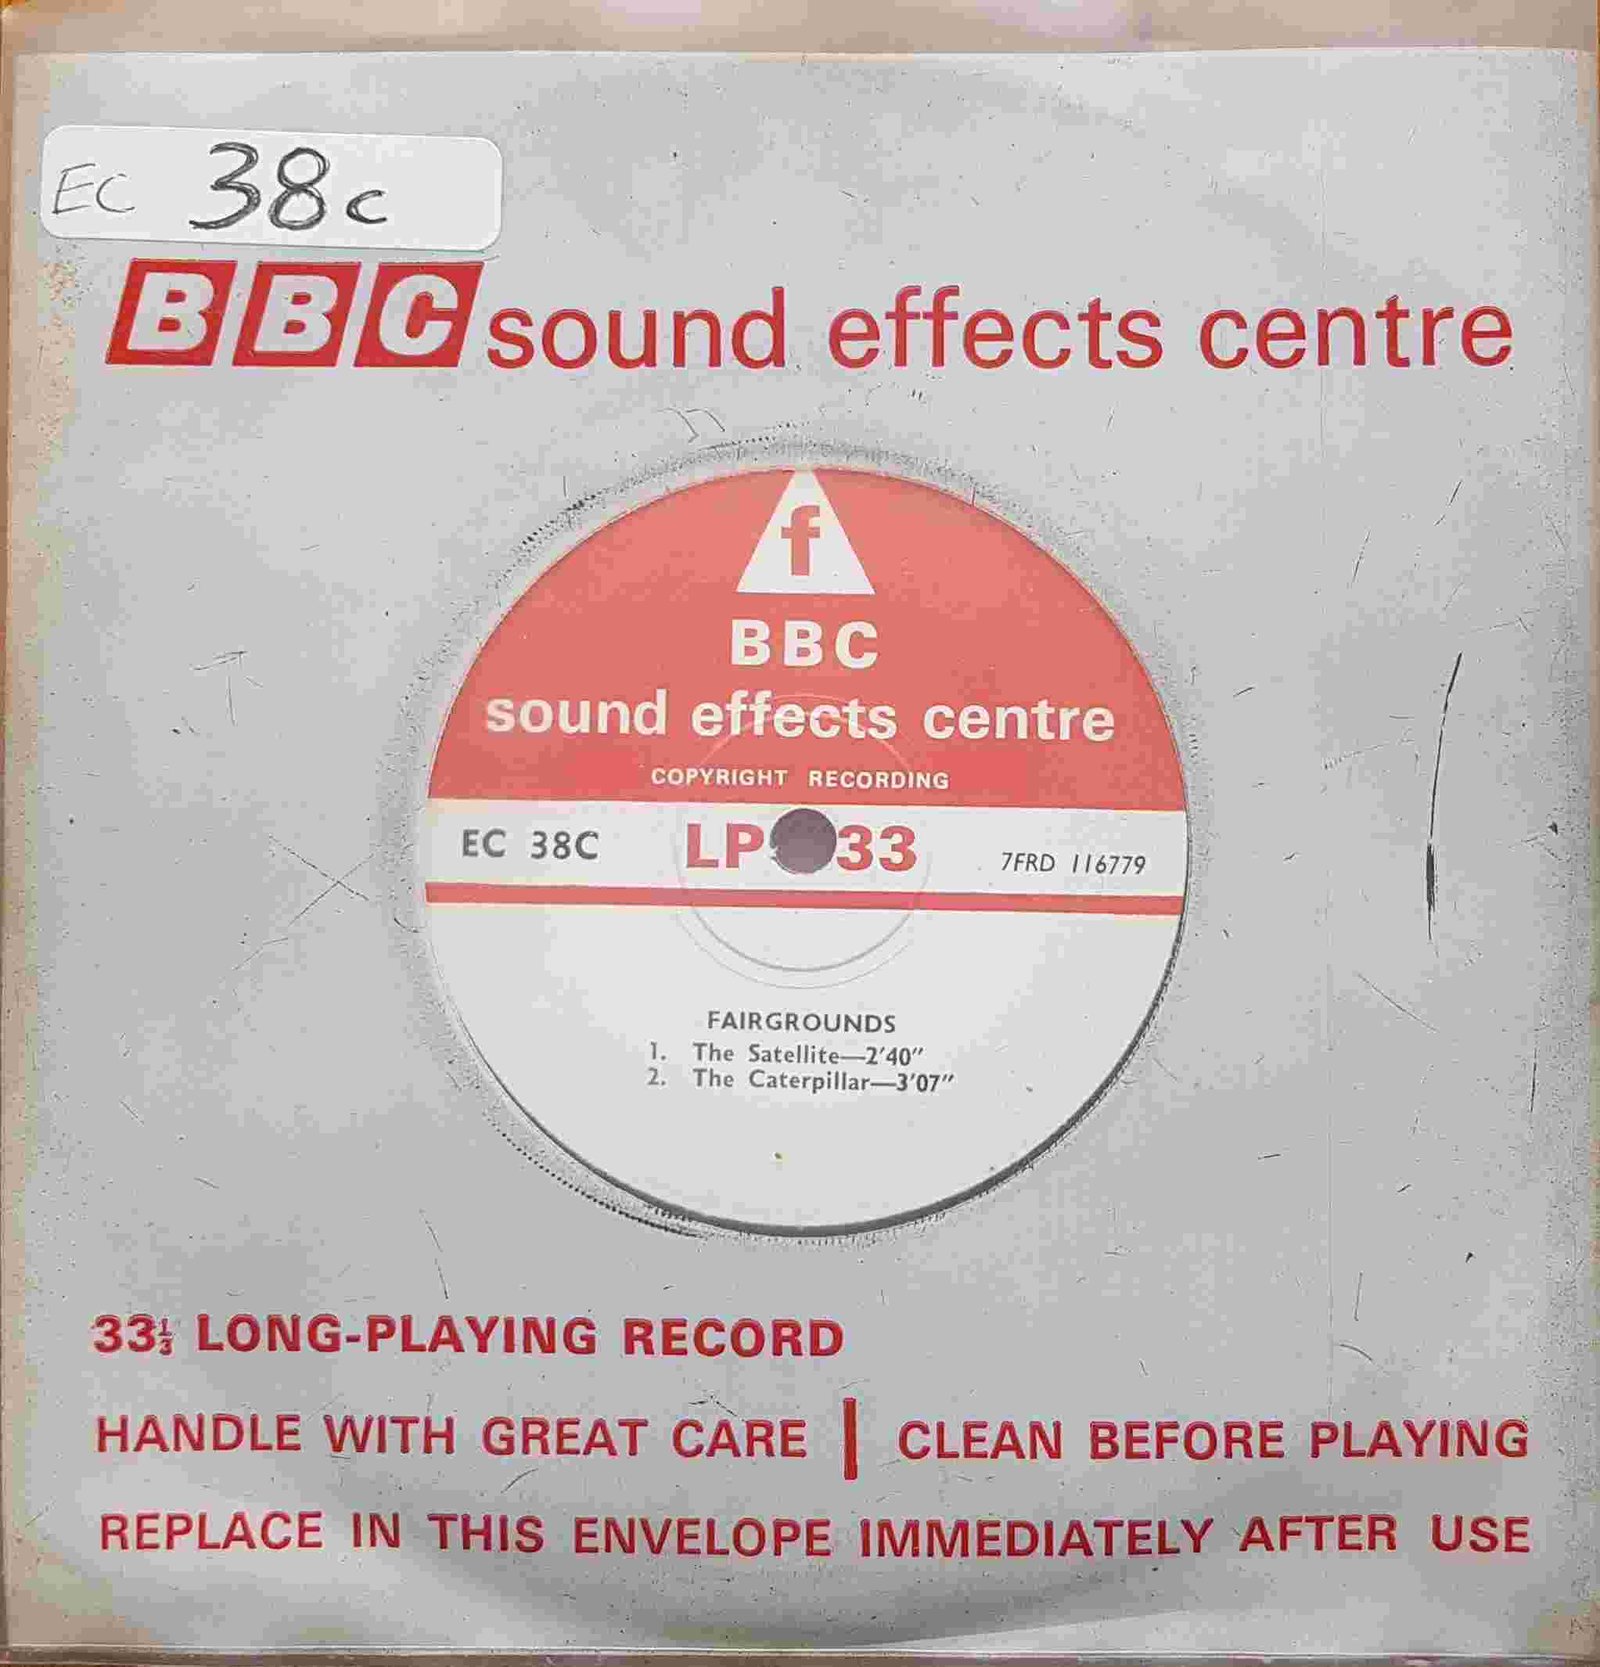 EC 38c
BBC sound effects centre
f
BBC
sound effects centre
COPYRIGHT RECORDING
EC 38C LP 33 7FRD 116779
FAIRGROUNDS
1. The Satellite—2'40"
2. The Caterpillar—3'07"
33⅓ LONG-PLAYING RECORD
HANDLE WITH GREAT CARE | CLEAN BEFORE PLAYING
REPLACE IN THIS ENVELOPE IMMEDIATELY AFTER USE